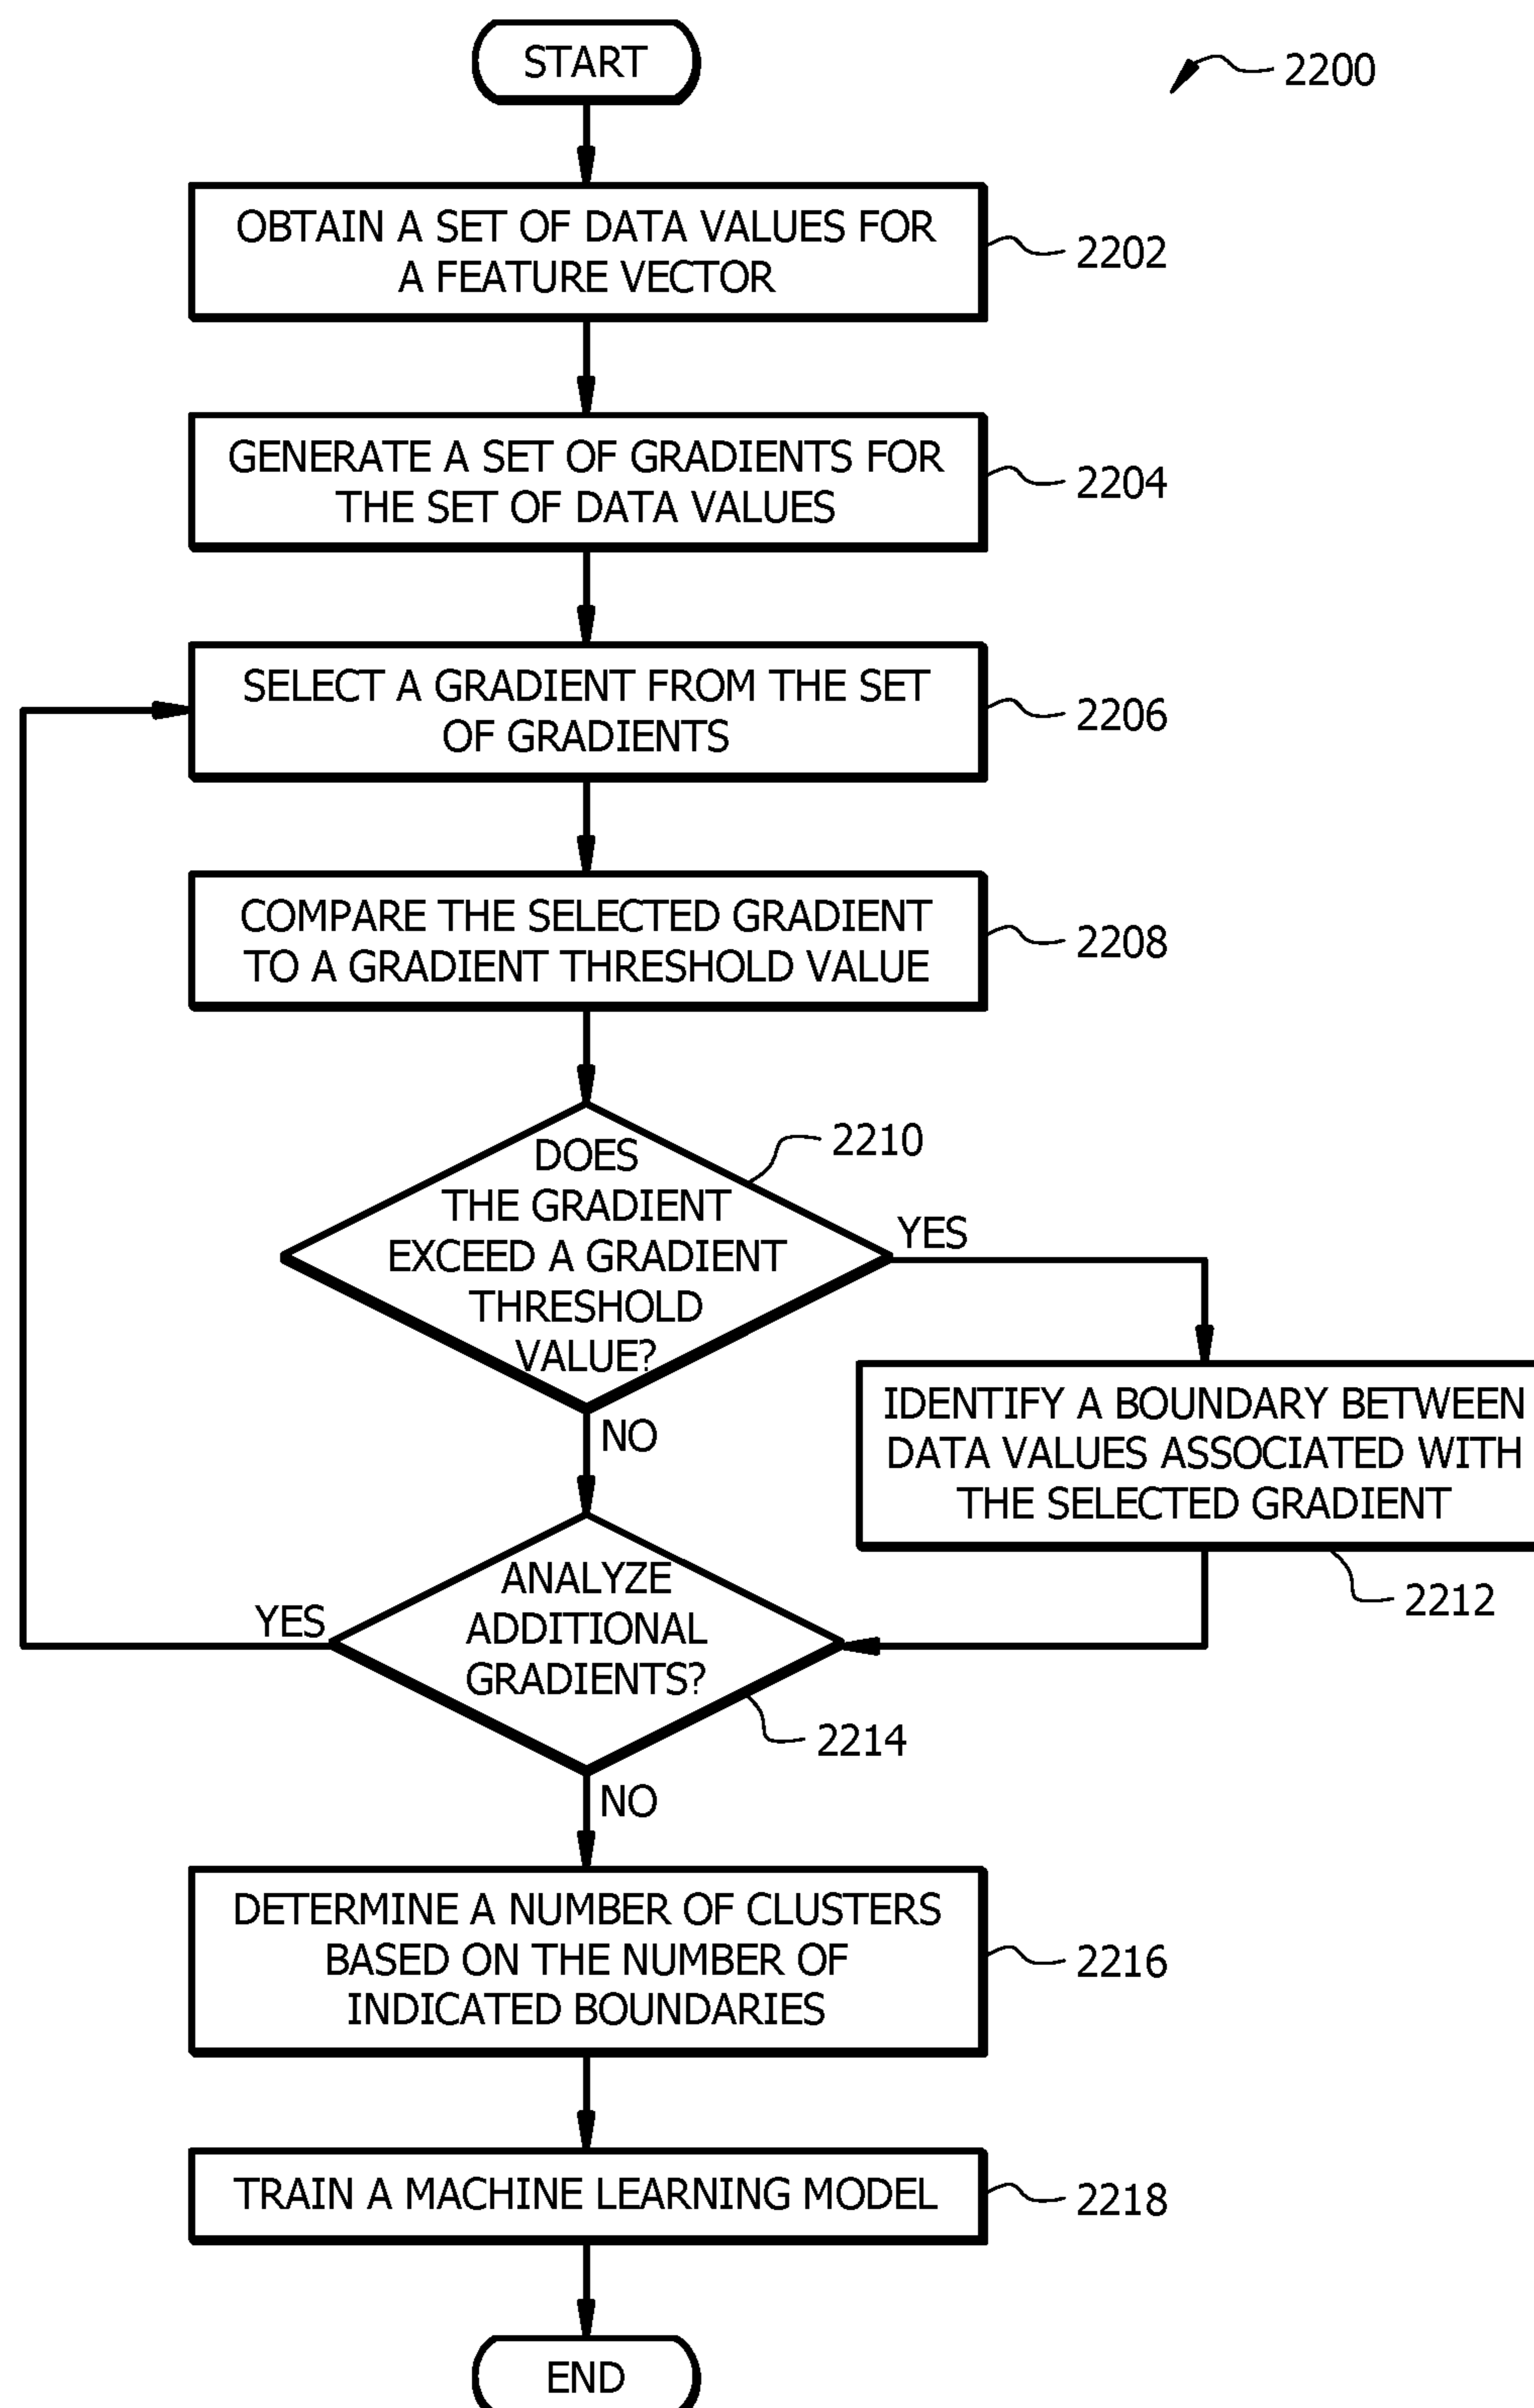 START
2200
OBTAIN A SET OF DATA VALUES FOR
A FEATURE VECTOR
2202
GENERATE A SET OF GRADIENTS FOR
THE SET OF DATA VALUES
2204
SELECT A GRADIENT FROM THE SET
OF GRADIENTS
2206
COMPARE THE SELECTED GRADIENT
TO A GRADIENT THRESHOLD VALUE
2208
DOES
THE GRADIENT
EXCEED A GRADIENT
THRESHOLD
VALUE?
2210
YES
NO
IDENTIFY A BOUNDARY BETWEEN
DATA VALUES ASSOCIATED WITH
THE SELECTED GRADIENT
2212
ANALYZE
ADDITIONAL
GRADIENTS?
YES
2214
NO
DETERMINE A NUMBER OF CLUSTERS
BASED ON THE NUMBER OF
INDICATED BOUNDARIES
2216
TRAIN A MACHINE LEARNING MODEL
2218
END